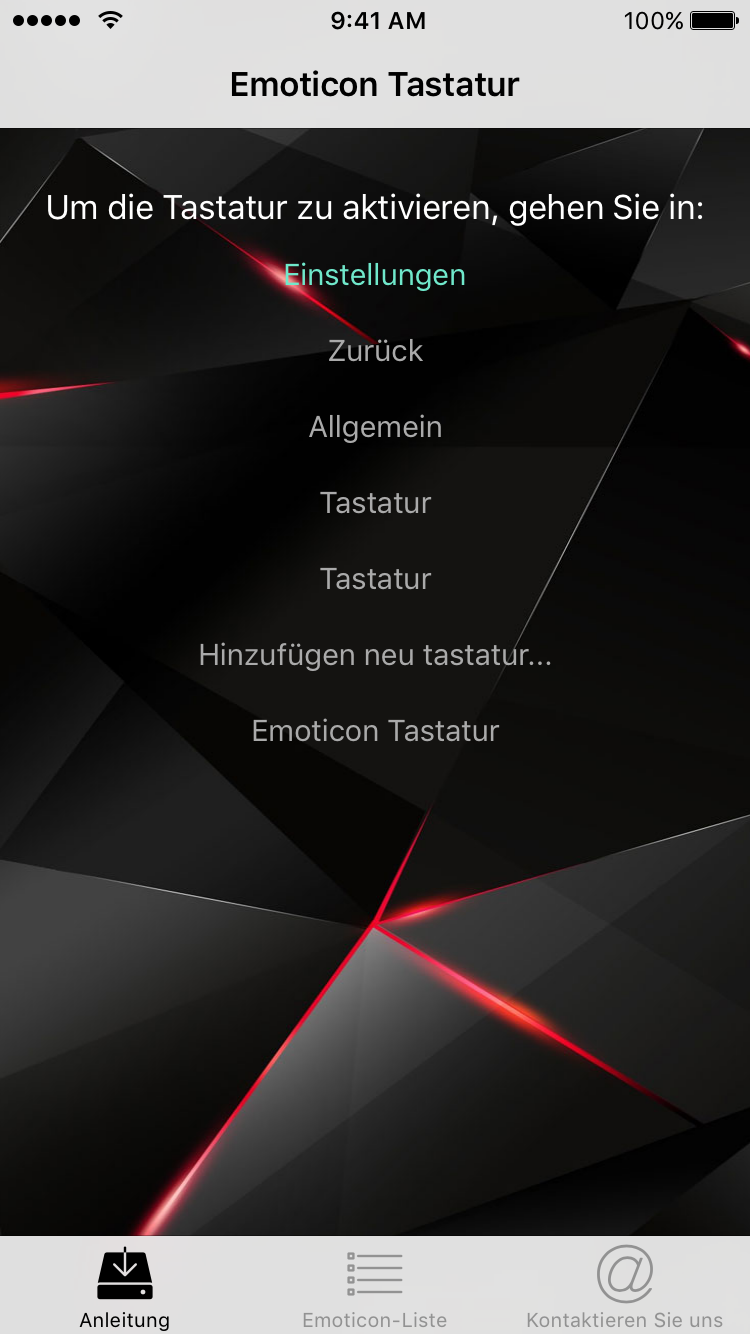 9:41 AM
100%
Emoticon Tastatur
Um die Tastatur zu aktivieren, gehen Sie in:
Einstellungen
Zurück
Allgemein
Tastatur
Tastatur
Hinzufügen neu tastatur...
Emoticon Tastatur
Anleitung
Emoticon-Liste
Kontaktieren Sie uns